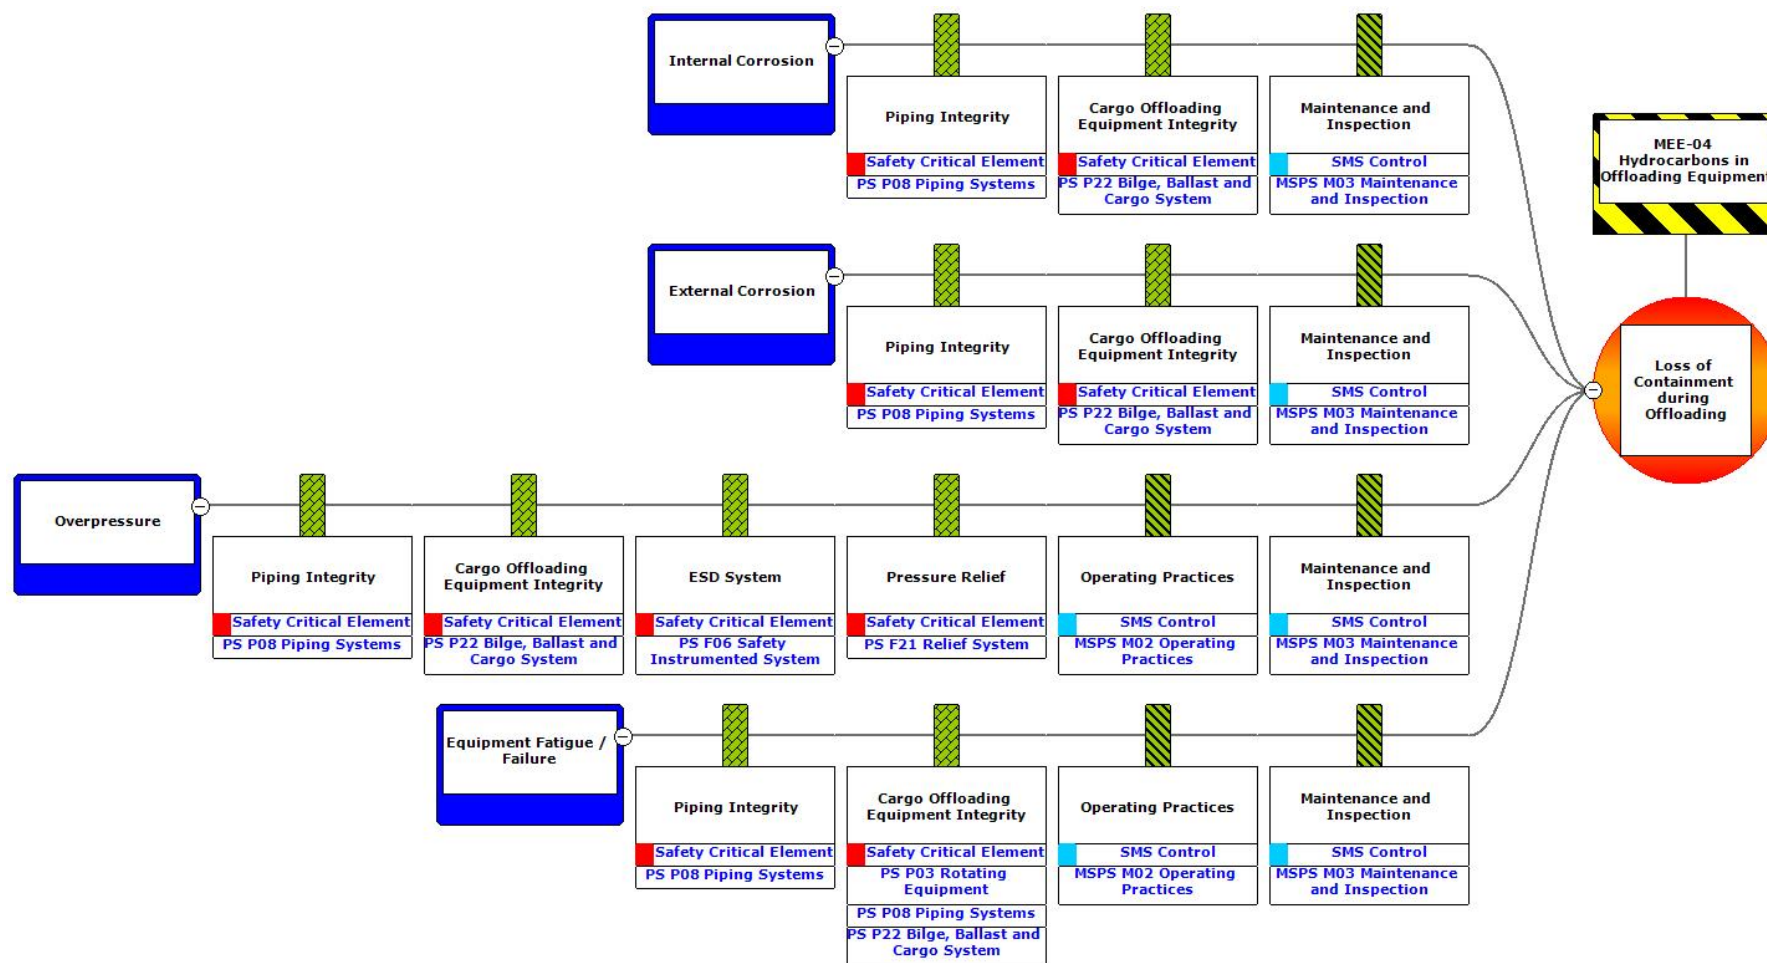 Internal Corrosion
Piping Integrity
Safety Critical Element
PS P08 Piping Systems
Cargo Offloading
Equipment Integrity
Safety Critical Element
PS P22 Bilge, Ballast and
Cargo System
Maintenance and
Inspection
SMS Control
MSPS M03 Maintenance
and Inspection
MEE-04
Hydrocarbons in
Offloading Equipment
External Corrosion
Piping Integrity
Safety Critical Element
PS P08 Piping Systems
Cargo Offloading
Equipment Integrity
Safety Critical Element
PS P22 Bilge, Ballast and
Cargo System
Maintenance and
Inspection
SMS Control
MSPS M03 Maintenance
and Inspection
Loss of
Containment
during
Offloading
Overpressure
Piping Integrity
Safety Critical Element
PS P08 Piping Systems
Cargo Offloading
Equipment Integrity
Safety Critical Element
PS P22 Bilge, Ballast and
Cargo System
ESD System
Safety Critical Element
PS F06 Safety
Instrumented System
Pressure Relief
Safety Critical Element
PS F21 Relief System
Operating Practices
SMS Control
MSPS M02 Operating
Practices
Maintenance and
Inspection
SMS Control
MSPS M03 Maintenance
and Inspection
Equipment Fatigue /
Failure
Piping Integrity
Safety Critical Element
PS P08 Piping Systems
Cargo Offloading
Equipment Integrity
Safety Critical Element
PS P03 Rotating
Equipment
PS P08 Piping Systems
PS P22 Bilge, Ballast and
Cargo System
Operating Practices
SMS Control
MSPS M02 Operating
Practices
Maintenance and
Inspection
SMS Control
MSPS M03 Maintenance
and Inspection